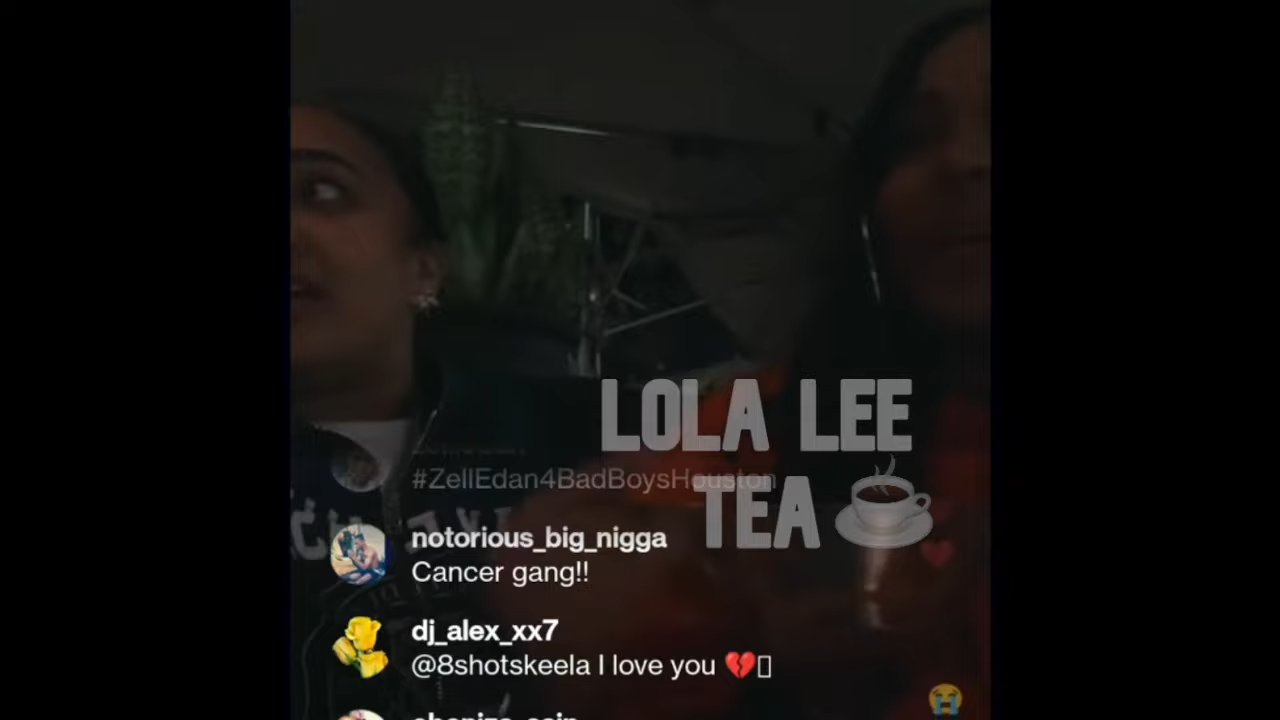 LOLA LEE
#ZellEdan4BadBoysHouston
TEA
notorious_big_nigga
Cancer gang!!
dj_alex_xx7
@8shotskeela I love you 💔